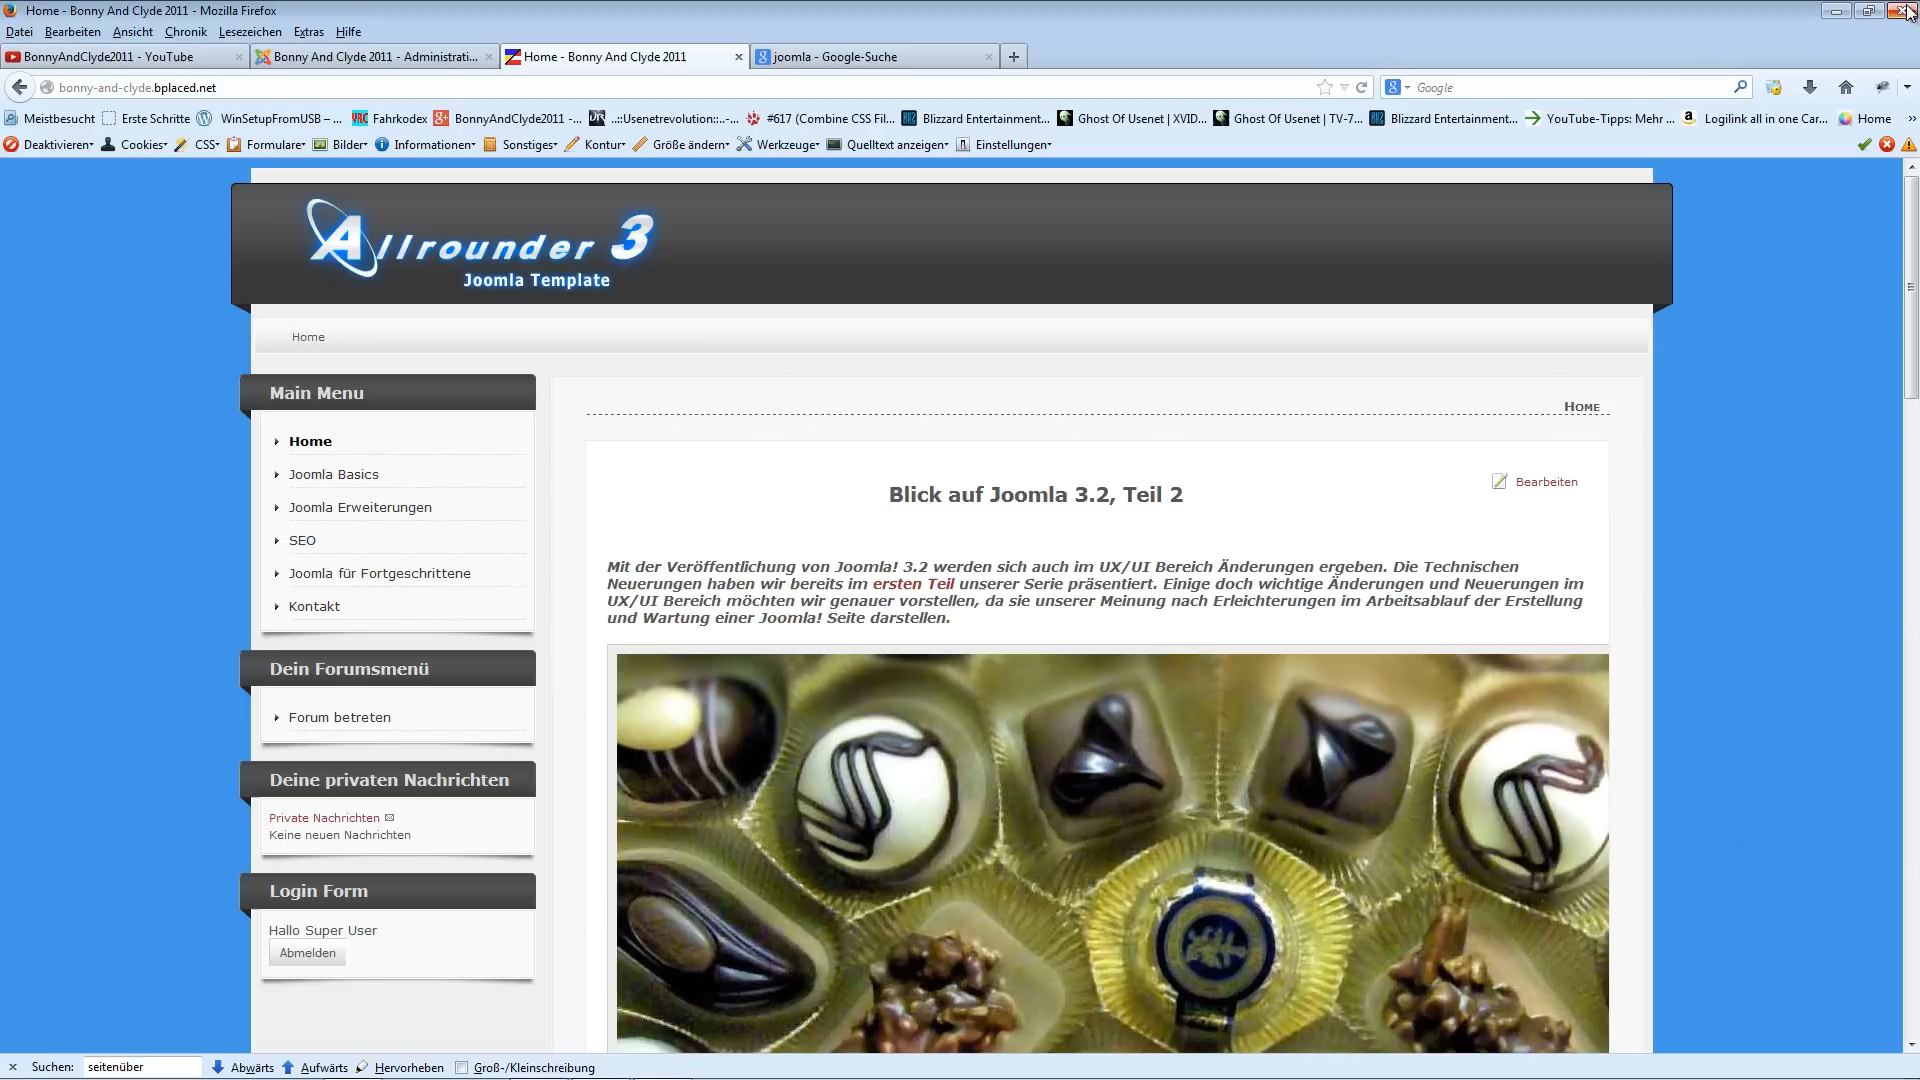 Home - Bonny And Clyde 2011 - Mozilla Firefox
Datei Bearbeiten Ansicht Chronik Lesezeichen Extras Hilfe
BonnyAndClyde2011 - YouTube Bonny And Clyde 2011 - Administrati... Home - Bonny And Clyde 2011 joomla - Google-Suche
bonny-and-clyde.bplaced.net Google
Meistbesucht Erste Schritte WinSetupFromUSB – ... Fahrkodex BonnyAndClyde2011 -... ..::Usenetrevolution::..-... #617 (Combine CSS Fil... Blizzard Entertainment... Ghost Of Usenet | XVID... Ghost Of Usenet | TV-7... Blizzard Entertainment... YouTube-Tipps: Mehr ... Logilink all in one Car... Home »
Deaktivieren Cookies CSS Formulare Bilder Informationen Sonstiges Kontur Größe ändern Werkzeuge Quelltext anzeigen Einstellungen
Allrounder 3
Joomla Template
Home
Main Menu
Home
Joomla Basics
Joomla Erweiterungen
SEO
Joomla für Fortgeschrittene
Kontakt
Dein Forumsmenü
Forum betreten
Deine privaten Nachrichten
Private Nachrichten
Keine neuen Nachrichten
Login Form
Hallo Super User
Abmelden
HOME
Blick auf Joomla 3.2, Teil 2
Bearbeiten
Mit der Veröffentlichung von Joomla! 3.2 werden sich auch im UX/UI Bereich Änderungen ergeben. Die Technischen
Neuerungen haben wir bereits im ersten Teil unserer Serie präsentiert. Einige doch wichtige Änderungen und Neuerungen im
UX/UI Bereich möchten wir genauer vorstellen, da sie unserer Meinung nach Erleichterungen im Arbeitsablauf der Erstellung
und Wartung einer Joomla! Seite darstellen.
Suchen: seitenüber Abwärts Aufwärts Hervorheben Groß-/Kleinschreibung